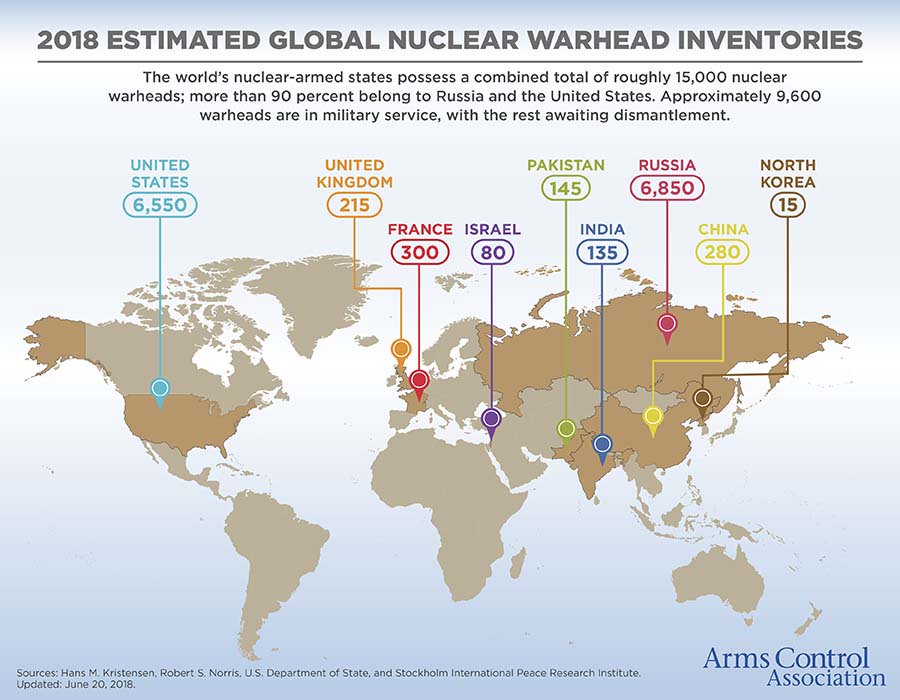 2018 ESTIMATED GLOBAL NUCLEAR WARHEAD INVENTORIES
The world's nuclear-armed states possess a combined total of roughly 15,000 nuclear
warheads; more than 90 percent belong to Russia and the United States. Approximately 9,600
warheads are in military service, with the rest awaiting dismantlement.
UNITED
STATES
6,550
UNITED
KINGDOM
215
FRANCE
300
ISRAEL
80
PAKISTAN
145
INDIA
135
RUSSIA
6,850
CHINA
280
NORTH
KOREA
15
Sources: Hans M. Kristensen, Robert S. Norris, U.S. Department of State, and Stockholm International Peace Research Institute.
Updated: June 20, 2018.
Arms Control
Association